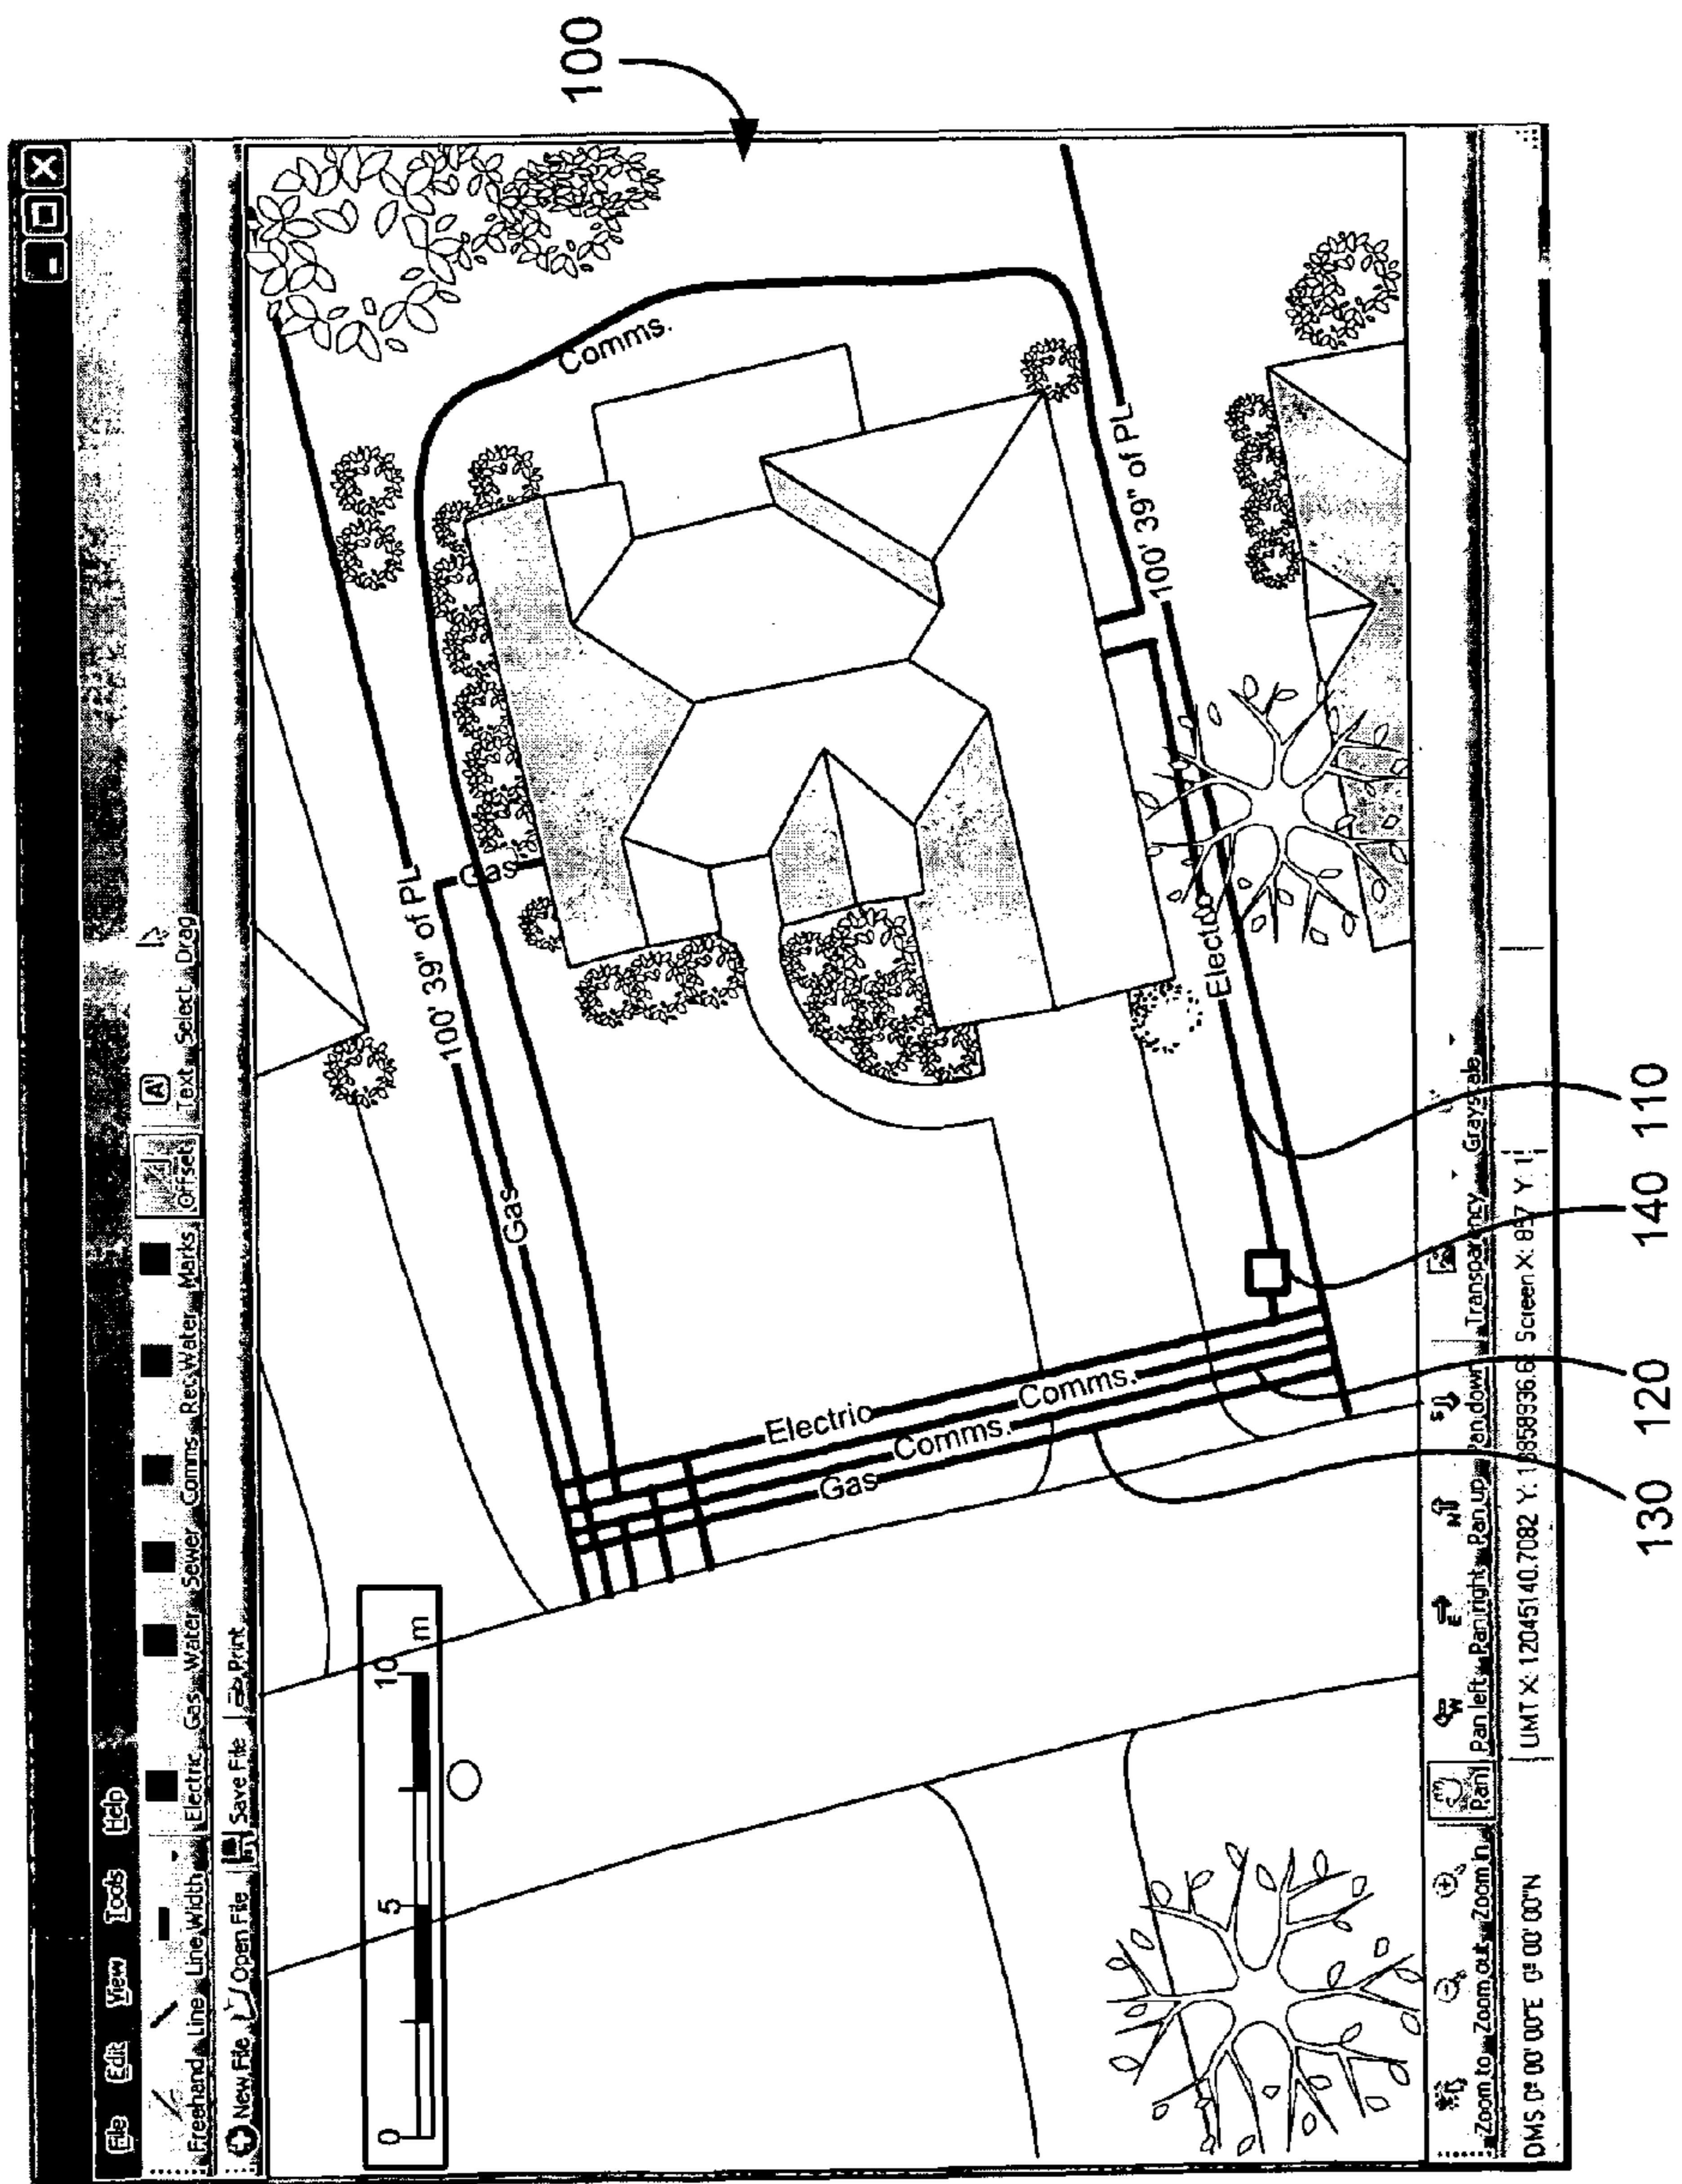 File Edit View Tools Help
Freehand Line Line Width Electric Gas Water Sewer Comms Rec Water Marks Offset Text Select Drag
New File Open File Save File Print
0 5 10
m
100' 39" of PL
Gas
Gas
Comms.
Electric
Comms.
Comms.
Gas
Electric
100' 39" of PL
Zoom to Zoom out Zoom in Pan Pan left Pan right Pan up Pan down Transparency Grayscale
W E N S
DMS 0° 00' 00"E 0° 00' 00"N
100
130
120
140
110